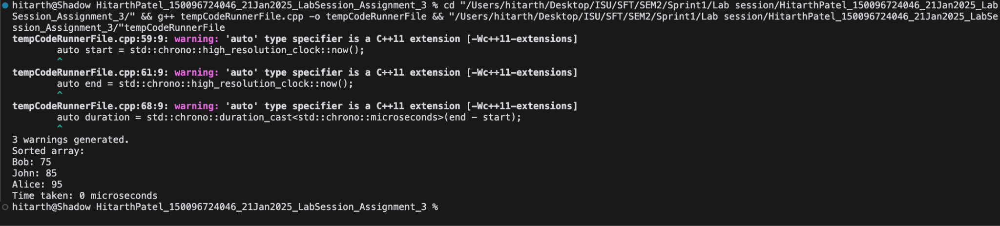 hitarth@Shadow HitarthPatel_150096724046_21Jan2025_LabSession_Assignment_3 % cd "/Users/hitarth/Desktop/ISU/SFT/SEM2/Sprint1/Lab session/HitarthPatel_150096724046_21Jan2025_Lab
Session_Assignment_3/" && g++ tempCodeRunnerFile.cpp -o tempCodeRunnerFile && "/Users/hitarth/Desktop/ISU/SFT/SEM2/Sprint1/Lab session/HitarthPatel_150096724046_21Jan2025_LabSe
ssion_Assignment_3/"tempCodeRunnerFile
tempCodeRunnerFile.cpp:59:9: warning: 'auto' type specifier is a C++11 extension [-Wc++11-extensions]
        auto start = std::chrono::high_resolution_clock::now();
        ^
tempCodeRunnerFile.cpp:61:9: warning: 'auto' type specifier is a C++11 extension [-Wc++11-extensions]
        auto end = std::chrono::high_resolution_clock::now();
        ^
tempCodeRunnerFile.cpp:68:9: warning: 'auto' type specifier is a C++11 extension [-Wc++11-extensions]
        auto duration = std::chrono::duration_cast<std::chrono::microseconds>(end - start);
        ^
3 warnings generated.
Sorted array:
Bob: 75
John: 85
Alice: 95
Time taken: 0 microseconds
hitarth@Shadow HitarthPatel_150096724046_21Jan2025_LabSession_Assignment_3 %